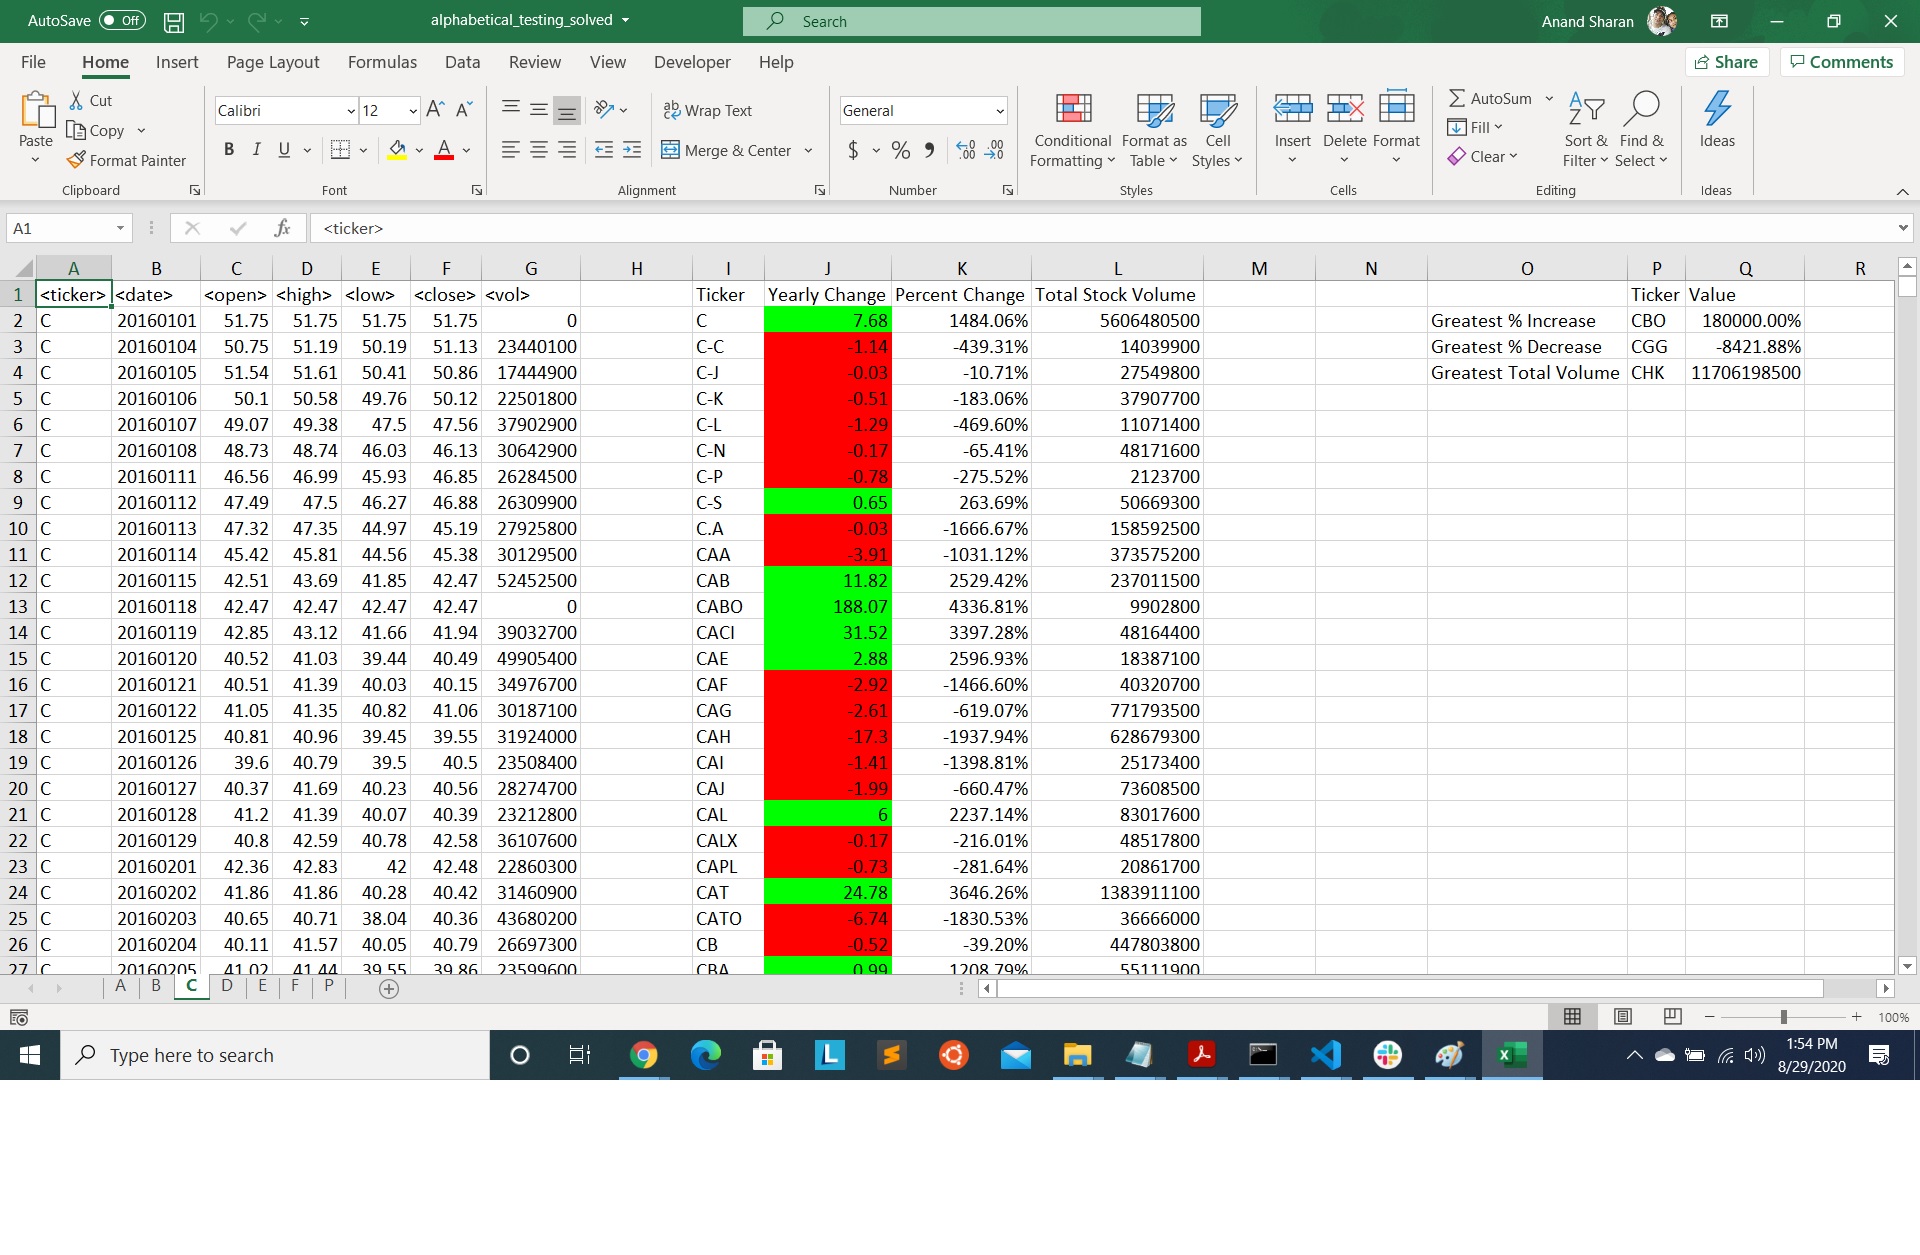 AutoSave Off alphabetical_testing_solved Search Anand Sharan
File Home Insert Page Layout Formulas Data Review View Developer Help Share Comments
Paste Cut Copy Format Painter Clipboard
Calibri 12 A A B I U A Font
ab Wrap Text Merge & Center Alignment
General $ % Number
Conditional Formatting Format as Table Cell Styles Styles
Insert Delete Format Cells
AutoSum Fill Clear Sort & Filter Find & Select Editing
Ideas Ideas
A1 fx <ticker>
A B C D E F G H I J K L M N O P Q R
1 <ticker> <date> <open> <high> <low> <close> <vol> Ticker Yearly Change Percent Change Total Stock Volume Ticker Value
2 C 20160101 51.75 51.75 51.75 51.75 0 C 7.68 1484.06% 5606480500 Greatest % Increase CBO 180000.00%
3 C 20160104 50.75 51.19 50.19 51.13 23440100 C-C -1.14 -439.31% 14039900 Greatest % Decrease CGG -8421.88%
4 C 20160105 51.54 51.61 50.41 50.86 17444900 C-J -0.03 -10.71% 27549800 Greatest Total Volume CHK 11706198500
5 C 20160106 50.1 50.58 49.76 50.12 22501800 C-K -0.51 -183.06% 37907700
6 C 20160107 49.07 49.38 47.5 47.56 37902900 C-L -1.29 -469.60% 11071400
7 C 20160108 48.73 48.74 46.03 46.13 30642900 C-N -0.17 -65.41% 48171600
8 C 20160111 46.56 46.99 45.93 46.85 26284500 C-P -0.78 -275.52% 2123700
9 C 20160112 47.49 47.5 46.27 46.88 26309900 C-S 0.65 263.69% 50669300
10 C 20160113 47.32 47.35 44.97 45.19 27925800 C.A -0.03 -1666.67% 158592500
11 C 20160114 45.42 45.81 44.56 45.38 30129500 CAA -3.91 -1031.12% 373575200
12 C 20160115 42.51 43.69 41.85 42.47 52452500 CAB 11.82 2529.42% 237011500
13 C 20160118 42.47 42.47 42.47 42.47 0 CABO 188.07 4336.81% 9902800
14 C 20160119 42.85 43.12 41.66 41.94 39032700 CACI 31.52 3397.28% 48164400
15 C 20160120 40.52 41.03 39.44 40.49 49905400 CAE 2.88 2596.93% 18387100
16 C 20160121 40.51 41.39 40.03 40.15 34976700 CAF -2.92 -1466.60% 40320700
17 C 20160122 41.05 41.35 40.82 41.06 30187100 CAG -2.61 -619.07% 771793500
18 C 20160125 40.81 40.96 39.45 39.55 31924000 CAH -17.3 -1937.94% 628679300
19 C 20160126 39.6 40.79 39.5 40.5 23508400 CAI -1.41 -1398.81% 25173400
20 C 20160127 40.37 41.69 40.23 40.56 28274700 CAJ -1.99 -660.47% 73608500
21 C 20160128 41.2 41.39 40.07 40.39 23212800 CAL 6 2237.14% 83017600
22 C 20160129 40.8 42.59 40.78 42.58 36107600 CALX -0.17 -216.01% 48517800
23 C 20160201 42.36 42.83 42 42.48 22860300 CAPL -0.73 -281.64% 20861700
24 C 20160202 41.86 41.86 40.28 40.42 31460900 CAT 24.78 3646.26% 1383911100
25 C 20160203 40.65 40.71 38.04 40.36 43680200 CATO -6.74 -1830.53% 36666000
26 C 20160204 40.11 41.57 40.05 40.79 26697300 CB -0.52 -39.20% 447803800
27 C 20160205 41.02 41.44 39.55 39.86 23599600 CBA 0.99 1208.79% 55111900
A B C D E F P
100%
Type here to search 1:54 PM
8/29/2020